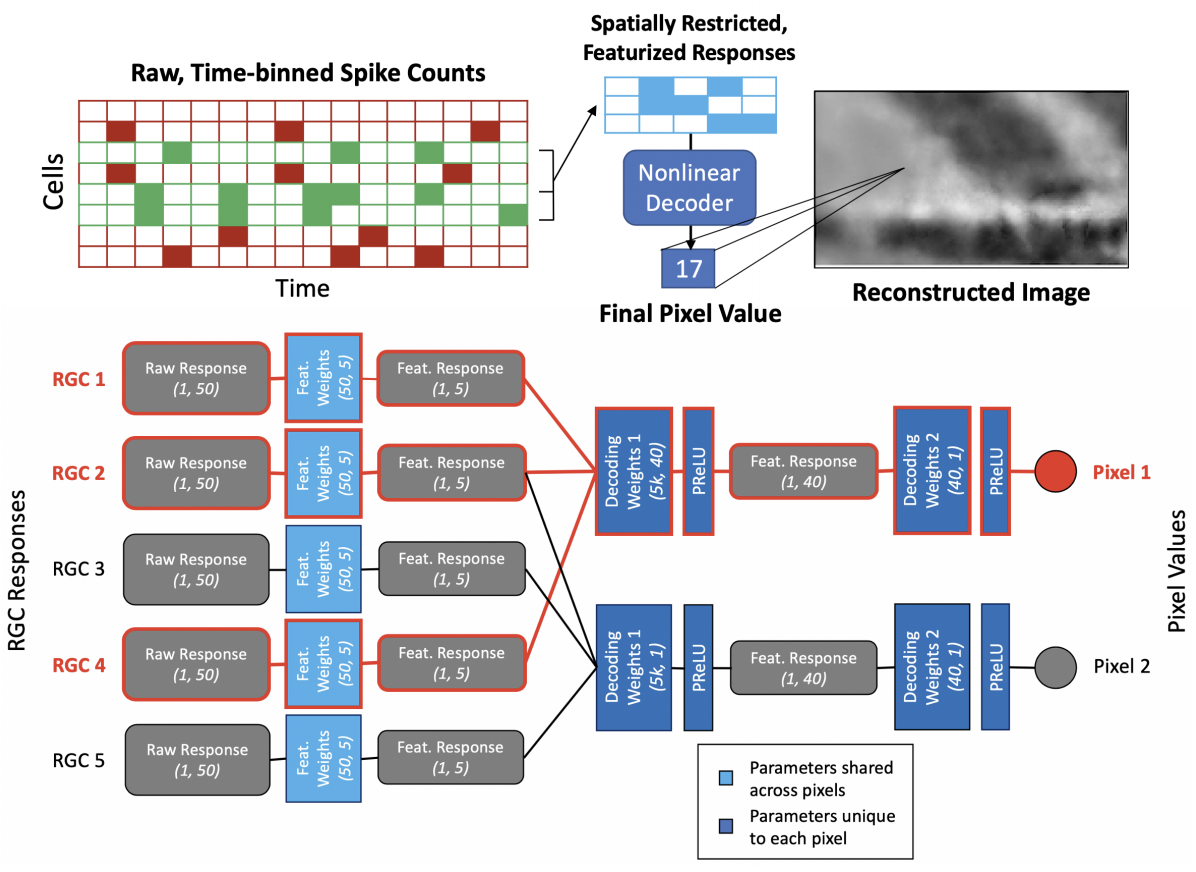 Spatially Restricted,
Featurized Responses
Raw, Time-binned Spike Counts
Cells
Time
Nonlinear
Decoder
17
Final Pixel Value
Reconstructed Image
RGC Responses
RGC 1
Raw Response
(1, 50)
Feat.
Weights
(50, 5)
Feat. Response
(1, 5)
RGC 2
Raw Response
(1, 50)
Feat.
Weights
(50, 5)
Feat. Response
(1, 5)
RGC 3
Raw Response
(1, 50)
Feat.
Weights
(50, 5)
Feat. Response
(1, 5)
RGC 4
Raw Response
(1, 50)
Feat.
Weights
(50, 5)
Feat. Response
(1, 5)
RGC 5
Raw Response
(1, 50)
Feat.
Weights
(50, 5)
Feat. Response
(1, 5)
Decoding
Weights 1
(5k, 40)
PReLU
Feat. Response
(1, 40)
Decoding
Weights 2
(40, 1)
PReLU
Pixel 1
Decoding
Weights 1
(5k, 1)
PReLU
Feat. Response
(1, 40)
Decoding
Weights 2
(40, 1)
PReLU
Pixel 2
Pixel Values
Parameters shared
across pixels
Parameters unique
to each pixel